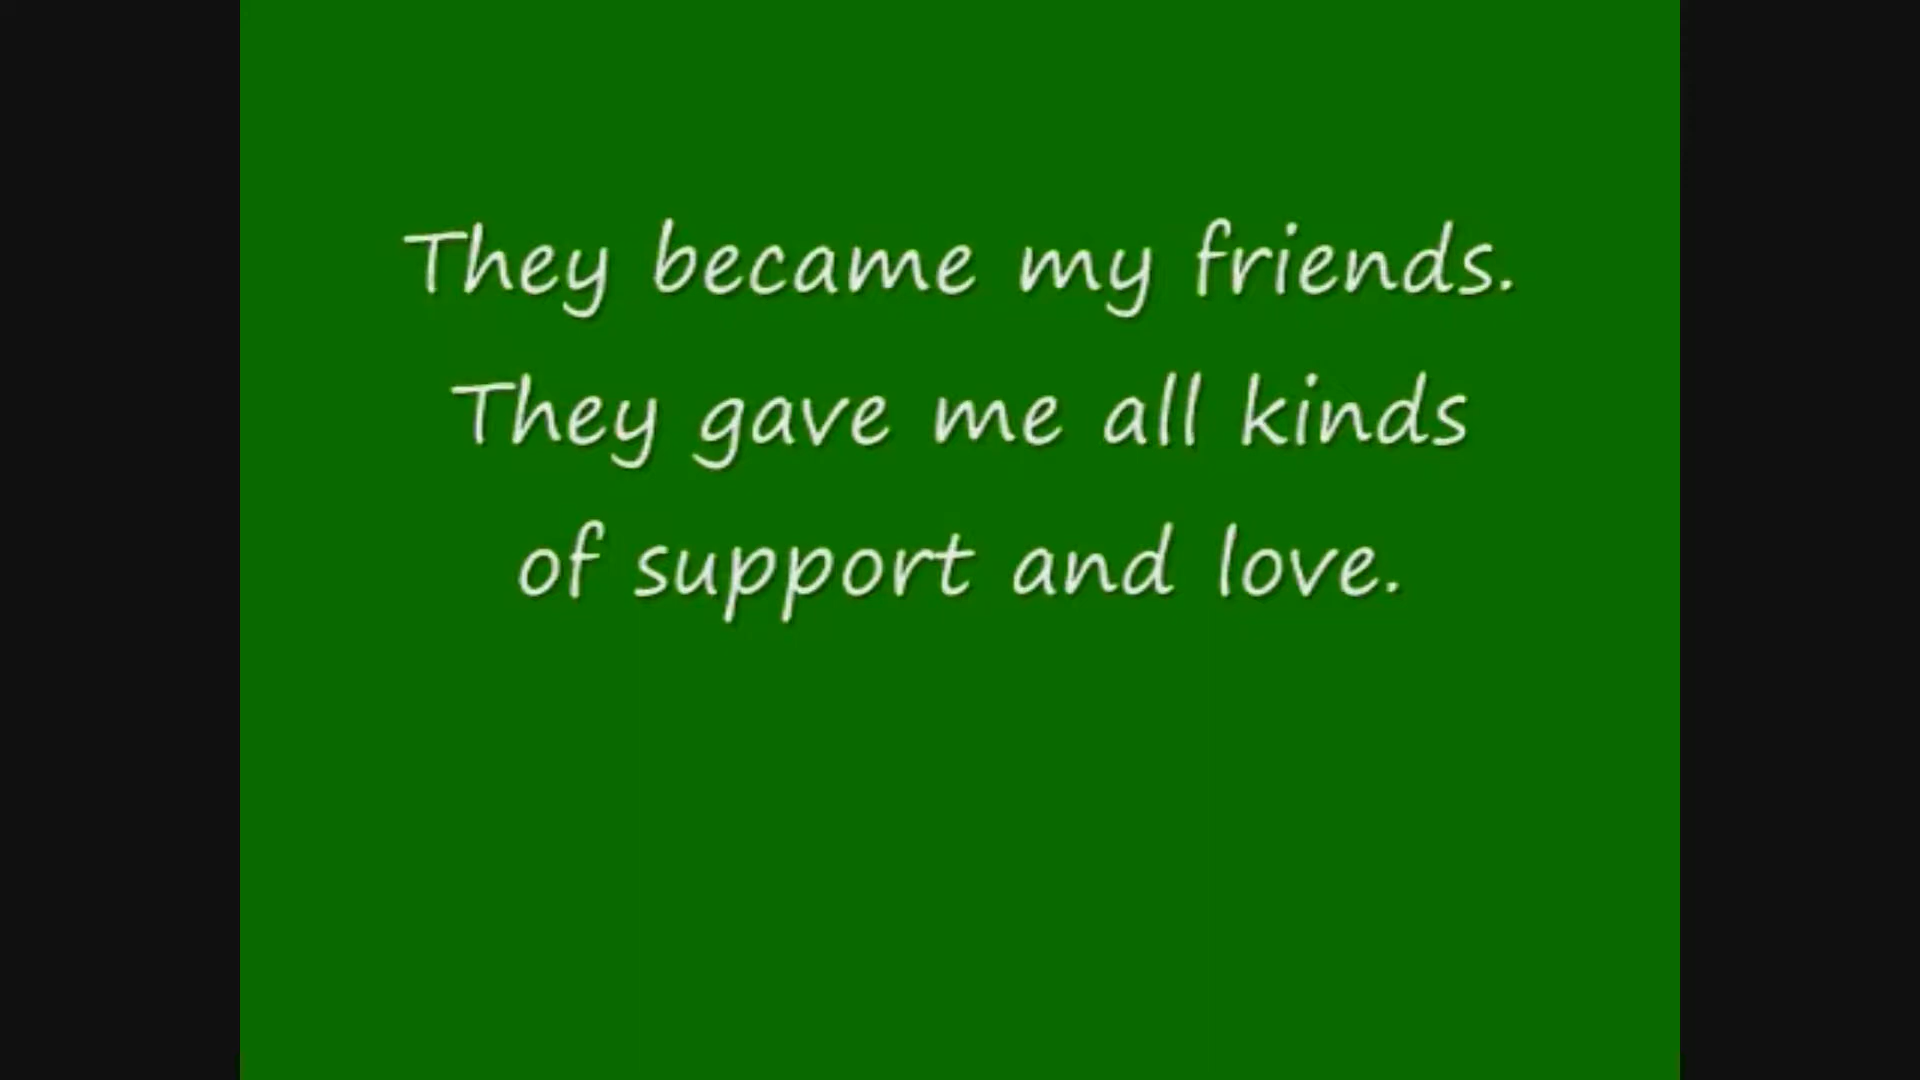 They became my friends.
They gave me all kinds
of support and love.